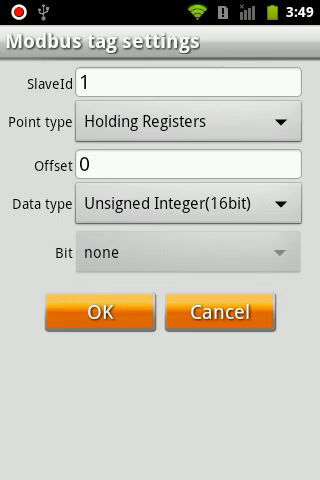 3:49
Modbus tag settings
SlaveId 1
Point type Holding Registers
Offset 0
Data type Unsigned Integer(16bit)
Bit none
OK Cancel